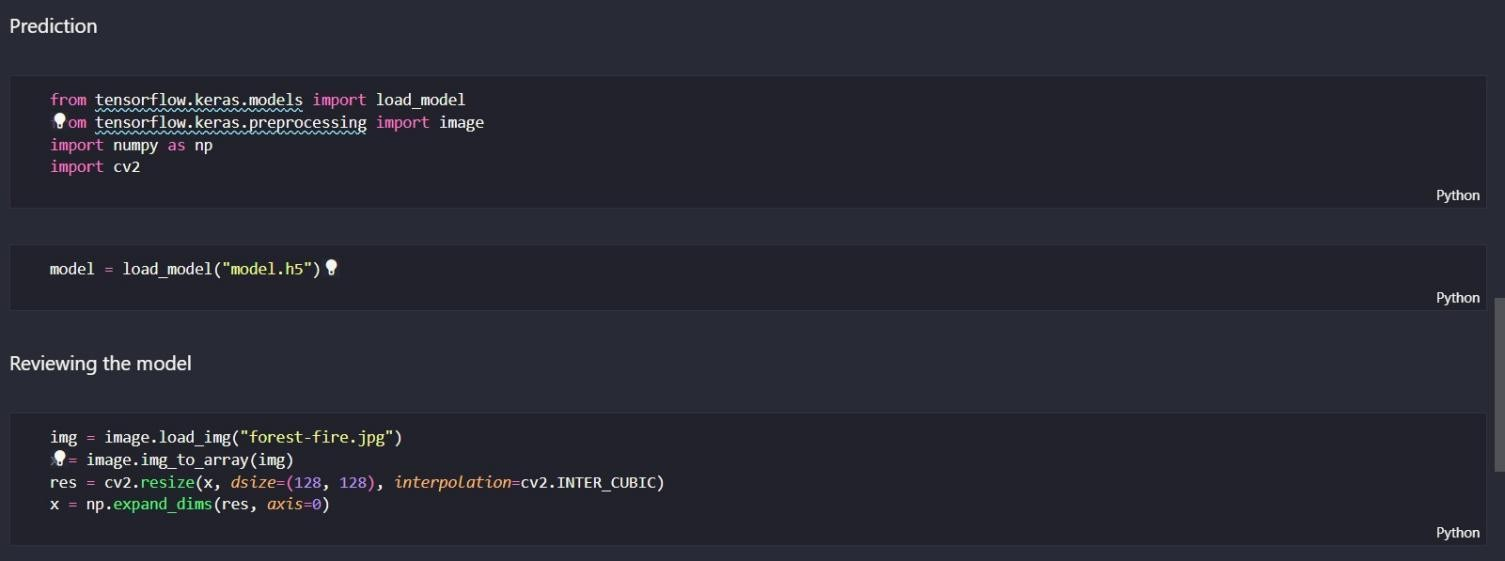 Prediction
from tensorflow.keras.models import load_model
om tensorflow.keras.preprocessing import image
import numpy as np
import cv2
Python
model = load_model("model.h5")
Python
Reviewing the model
img = image.load_img("forest-fire.jpg")
= image.img_to_array(img)
res = cv2.resize(x, dsize=(128, 128), interpolation=cv2.INTER_CUBIC)
x = np.expand_dims(res, axis=0)
Python